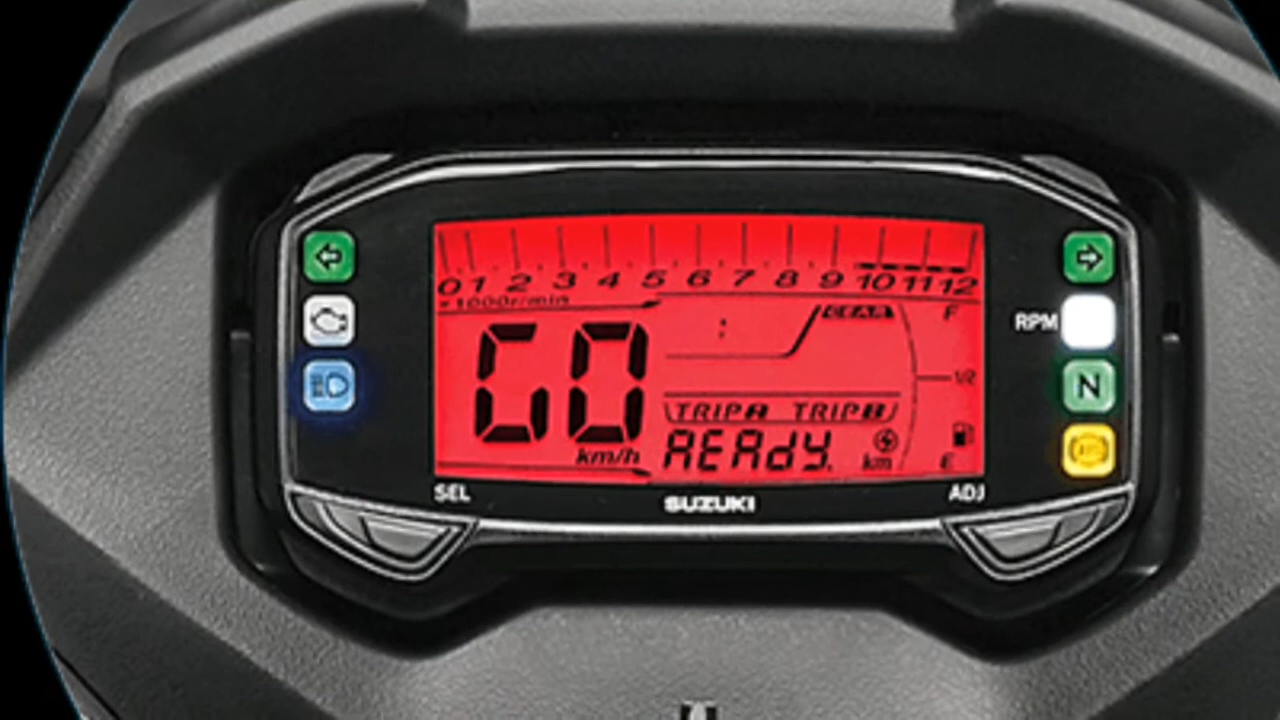 0 1 2 3 4 5 6 7 8 9 10 11 12
×1000r/min
GEAR
F
RPM
GO
1/2
N
TRIP A TRIP B
km/h
READY.
km
E
SEL
SUZUKI
ADJ